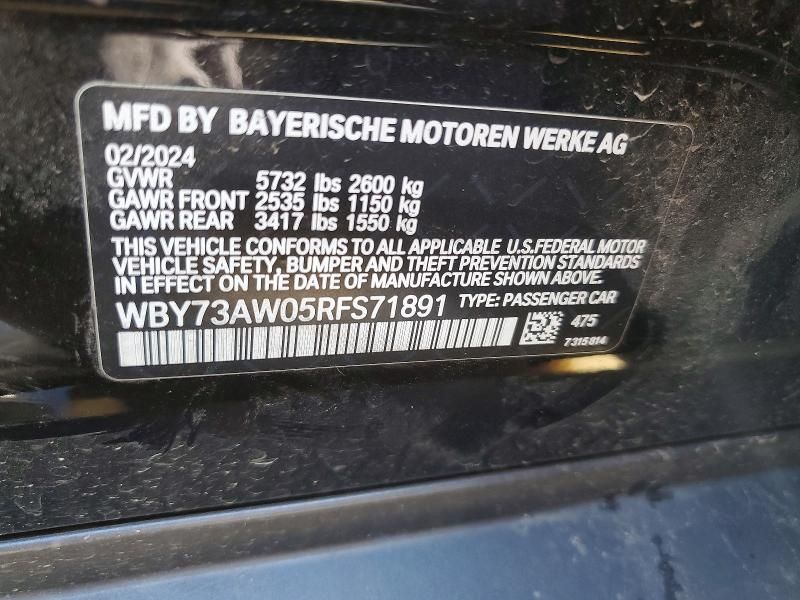 MFD BY BAYERISCHE MOTOREN WERKE AG
02/2024
GVWR 5732 lbs 2600 kg
GAWR FRONT 2535 lbs 1150 kg
GAWR REAR 3417 lbs 1550 kg
THIS VEHICLE CONFORMS TO ALL APPLICABLE U.S.FEDERAL MOTOR
VEHICLE SAFETY, BUMPER AND THEFT PREVENTION STANDARDS
IN EFFECT ON THE DATE OF MANUFACTURE SHOWN ABOVE.
WBY73AW05RFS71891 TYPE: PASSENGER CAR
475
7315814